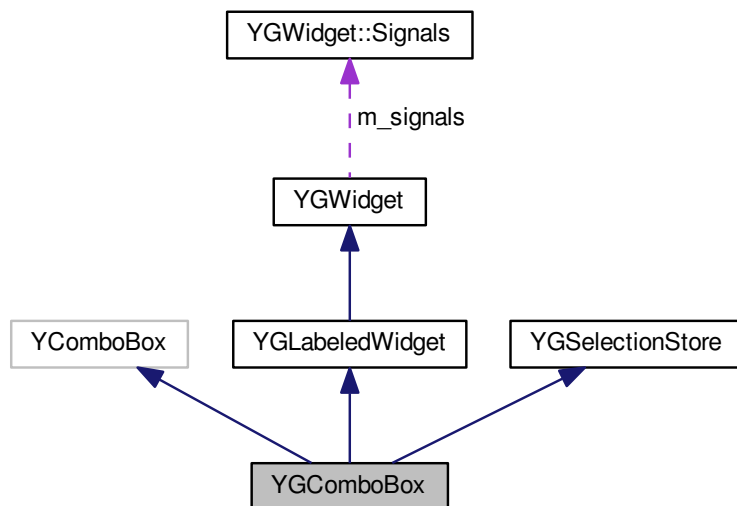 YGWidget::Signals
m_signals
YGWidget
YComboBox
YGLabeledWidget
YGSelectionStore
YGComboBox